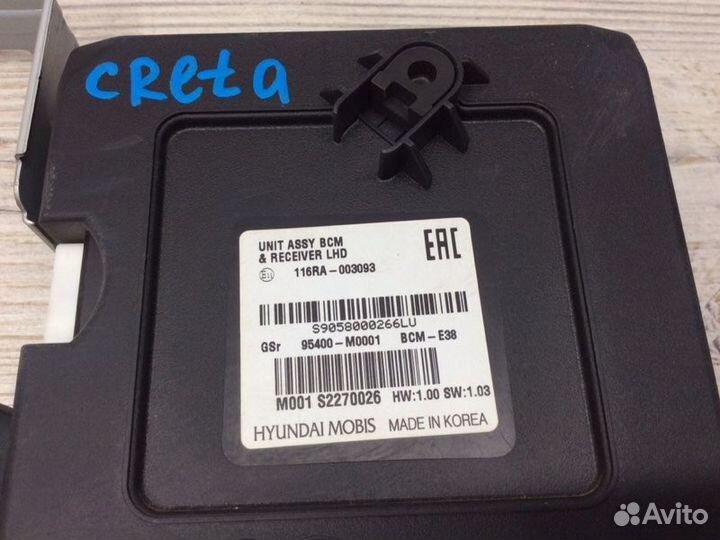 CReta
UNIT ASSY BCM
& RECEIVER LHD
EAC
E11 116RA-003093
S9058000266LU
GSr 95400-M0001 BCM-E38
M001 S2270026 HW:1.00 SW:1.03
HYUNDAI MOBIS MADE IN KOREA
Avito